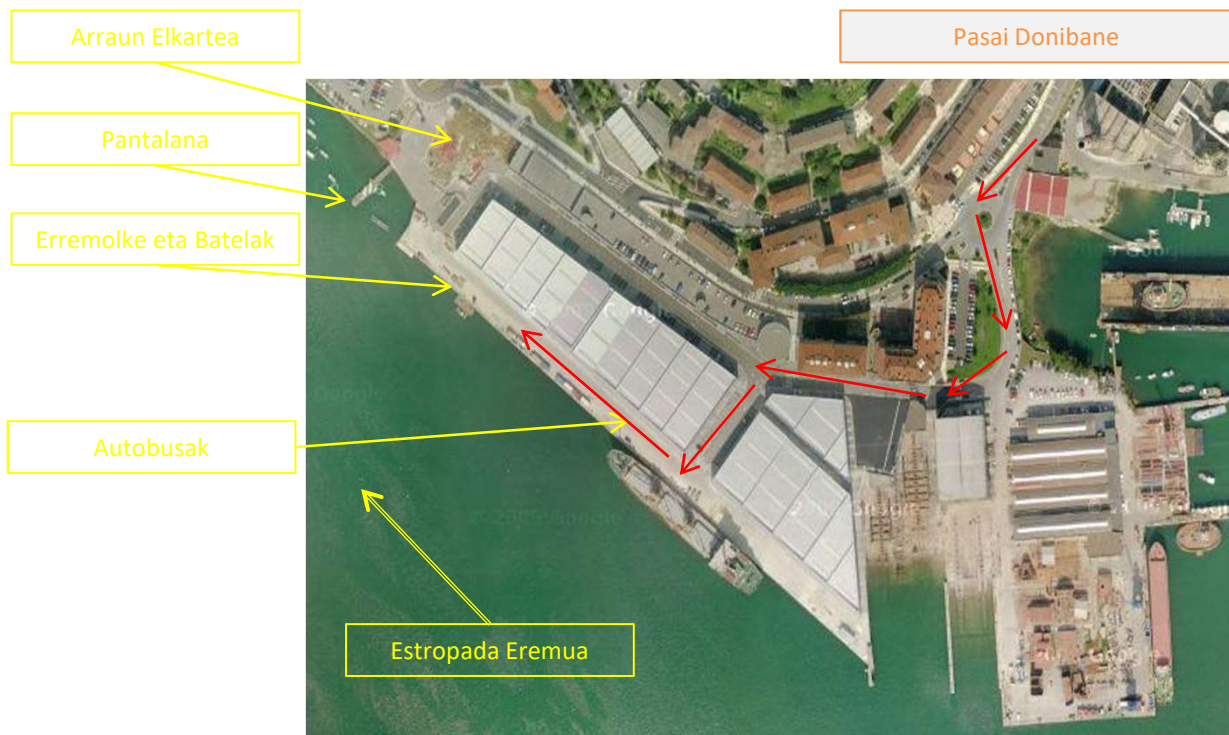 Arraun Elkartea
Pasai Donibane
Pantalana
Erremolke eta Batelak
Autobusak
Estropada Eremua